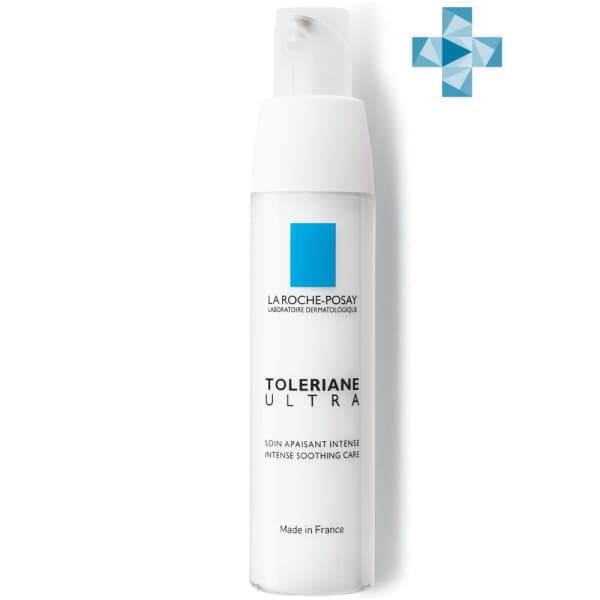 LA ROCHE-POSAY
LABORATOIRE DERMATOLOGIQUE
TOLERIANE
ULTRA
SOIN APAISANT INTENSE
INTENSE SOOTHING CARE
Made in France